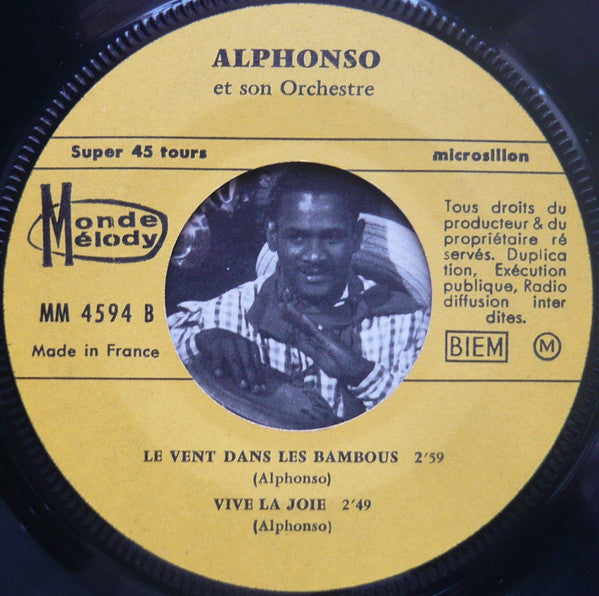 ALPHONSO
et son Orchestre
Super 45 tours
microsillon
Monde
Mélody
MM 4594 B
Made in France
Tous droits du
producteur & du
propriétaire ré
servés. Duplica
tion, Exécution
publique, Radio
diffusion inter
dites.
BIEM
M
LE VENT DANS LES BAMBOUS 2'59
(Alphonso)
VIVE LA JOIE 2'49
(Alphonso)